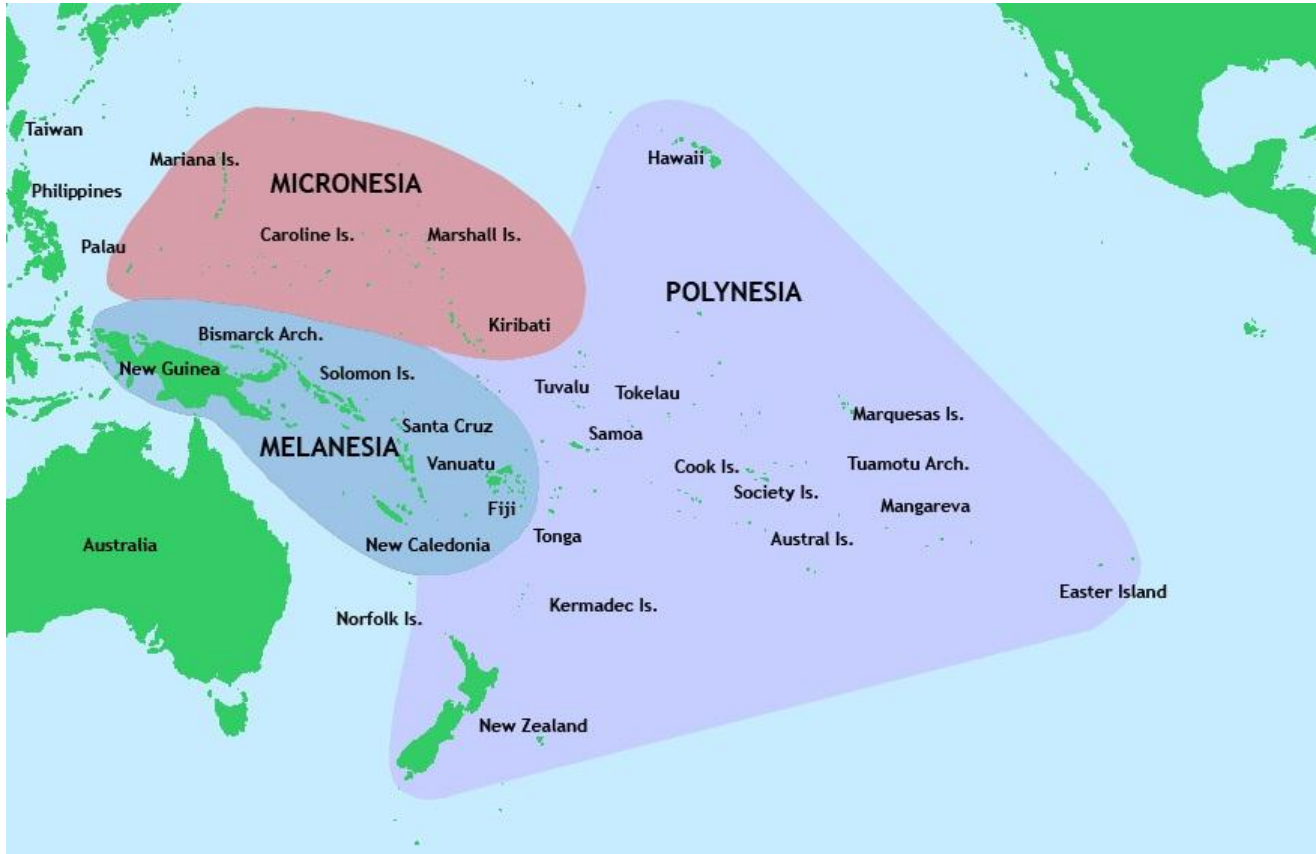 Taiwan
Mariana Is.
Hawaii
MICRONESIA
Philippines
Caroline Is.
Marshall Is.
Palau
POLYNESIA
Kiribati
Bismarck Arch.
New Guinea
Solomon Is.
Tuvalu
Tokelau
Marquesas Is.
Santa Cruz
Samoa
MELANESIA
Vanuatu
Cook Is.
Tuamotu Arch.
Society Is.
Fiji
Mangareva
Tonga
Austral Is.
Australia
New Caledonia
Easter Island
Kermadec Is.
Norfolk Is.
New Zealand